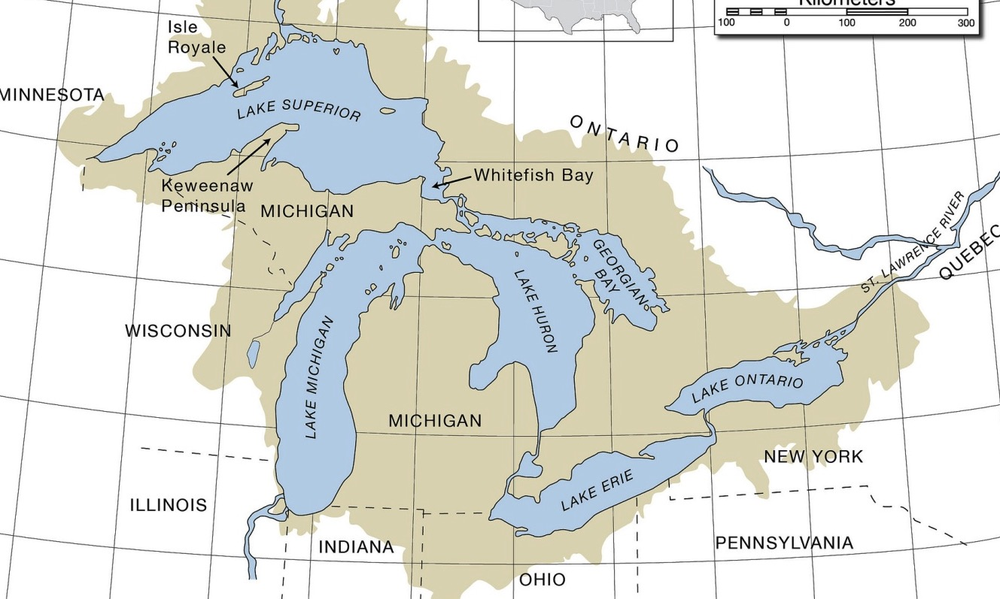 Kilometers
100 0 100 200 300
Isle
Royale
MINNESOTA
LAKE SUPERIOR
ONTARIO
Keweenaw
Peninsula
Whitefish Bay
MICHIGAN
ST. LAWRENCE RIVER
QUEBEC
GEORGIAN
BAY
LAKE HURON
WISCONSIN
LAKE MICHIGAN
LAKE ONTARIO
MICHIGAN
NEW YORK
LAKE ERIE
ILLINOIS
INDIANA
PENNSYLVANIA
OHIO